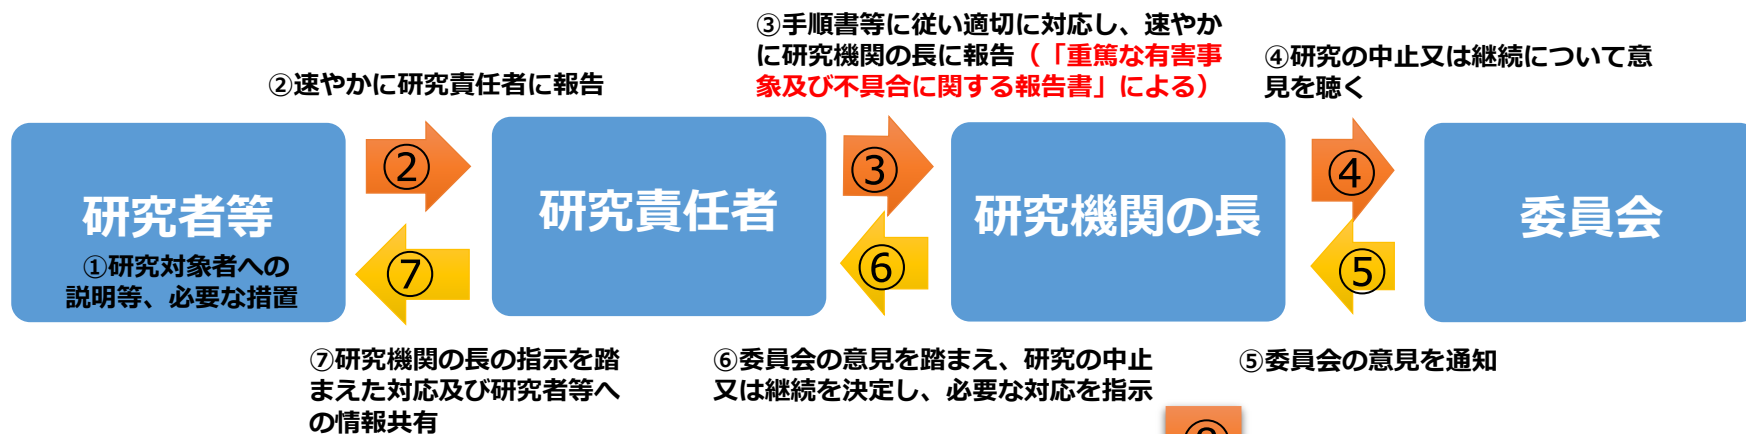 ③手順書等に従い適切に対応し、速やか
に研究機関の長に報告（「重篤な有害事
象及び不具合に関する報告書」による）
④研究の中止又は継続について意
見を聴く
②速やかに研究責任者に報告
研究者等
①研究対象者への
説明等、必要な措置
②
⑦
研究責任者
③
⑥
研究機関の長
④
⑤
委員会
⑦研究機関の長の指示を踏
まえた対応及び研究者等へ
の情報共有
⑥委員会の意見を踏まえ、研究の中止
又は継続を決定し、必要な対応を指示
⑤委員会の意見を通知